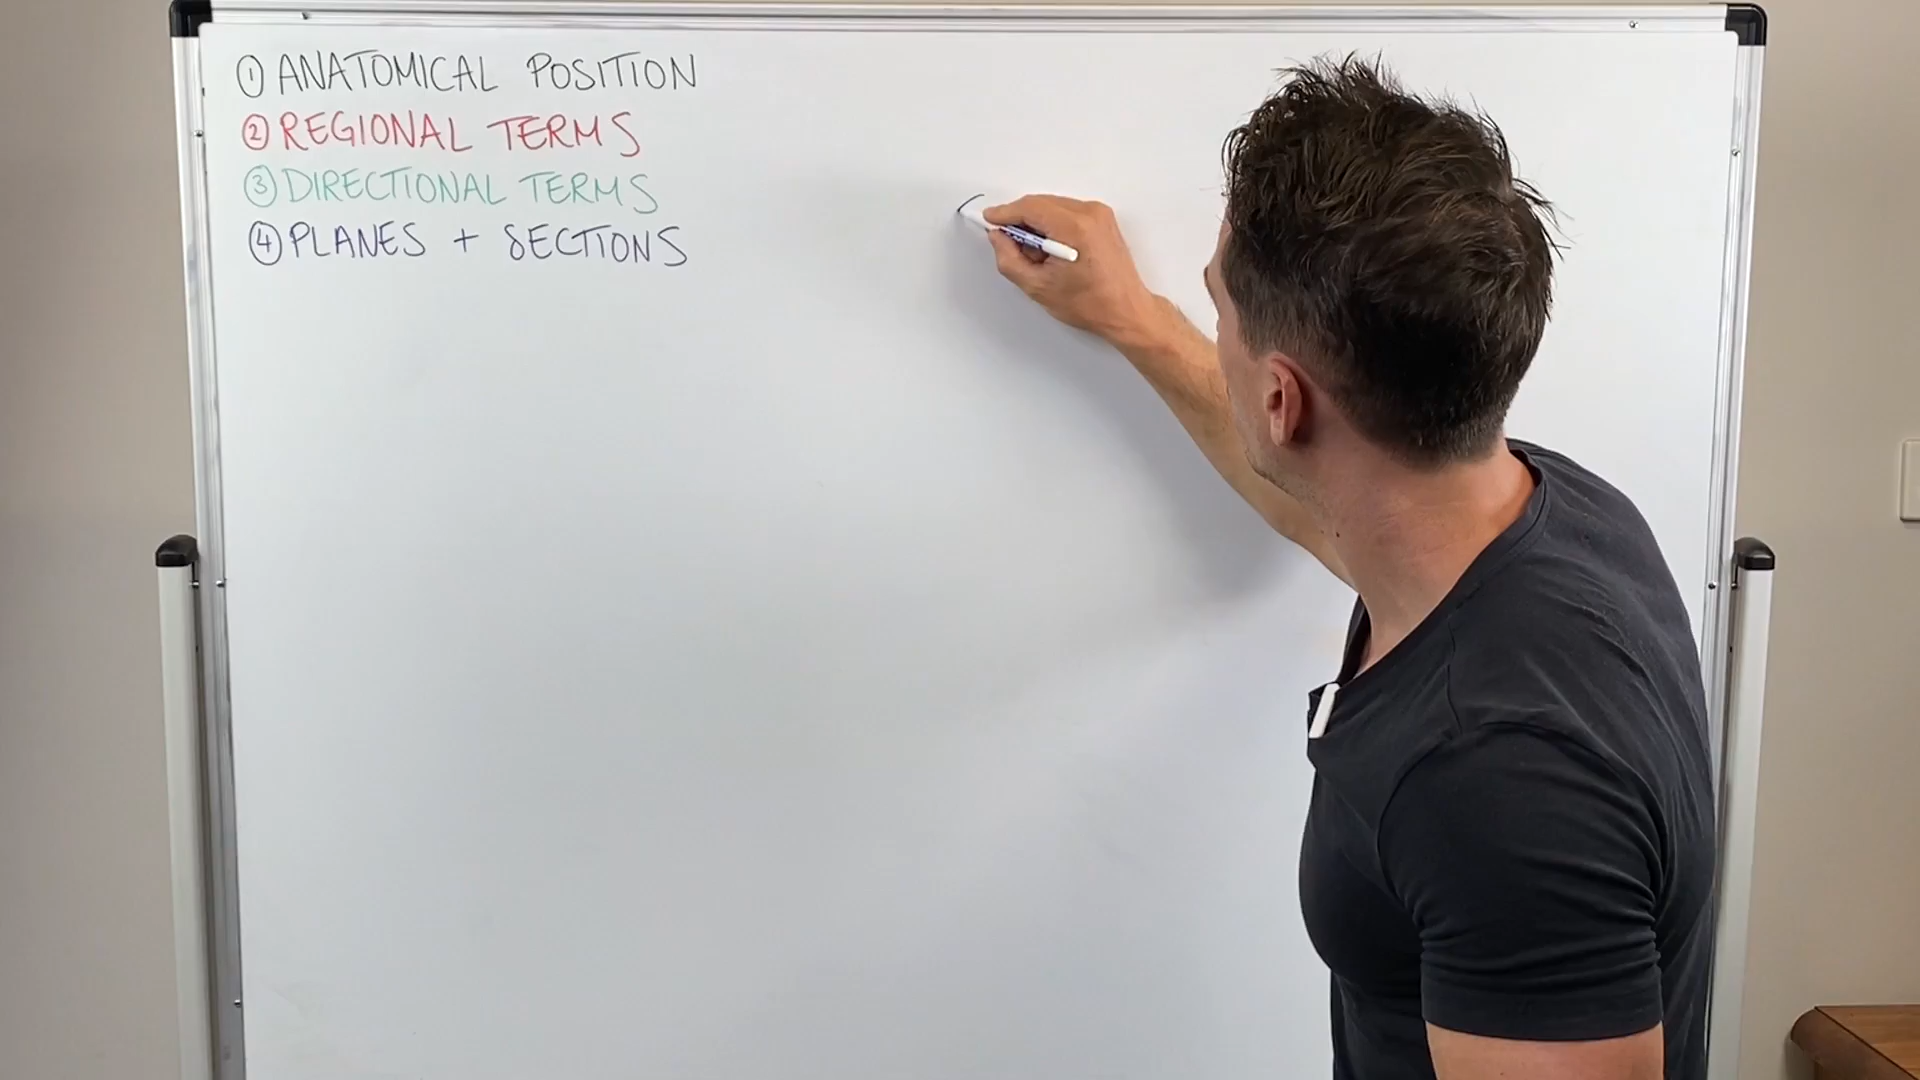 ① ANATOMICAL POSITION
② REGIONAL TERMS
③ DIRECTIONAL TERMS
④ PLANES + SECTIONS